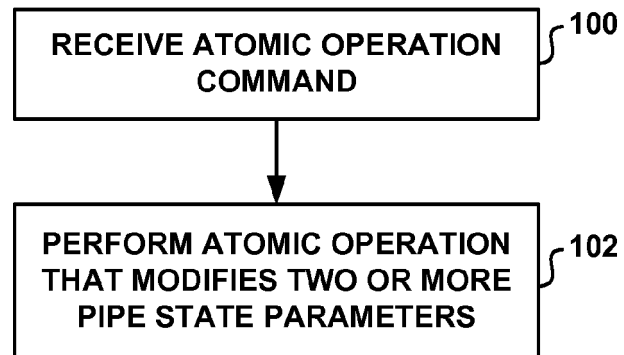 RECEIVE ATOMIC OPERATION
COMMAND
100
PERFORM ATOMIC OPERATION
THAT MODIFIES TWO OR MORE
PIPE STATE PARAMETERS
102